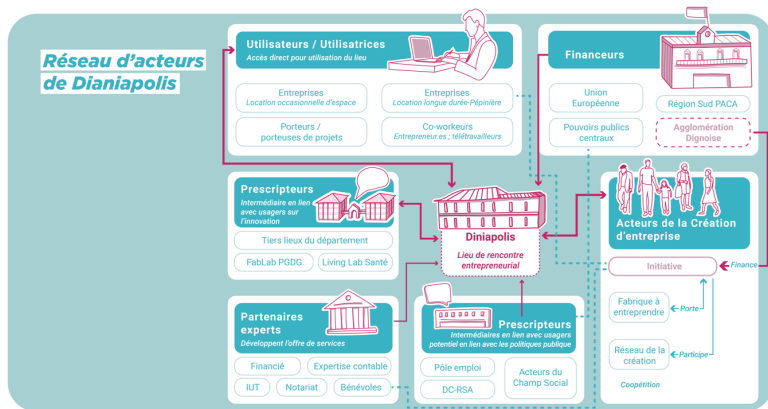 Réseau d'acteurs
de Dianiapolis
Utilisateurs / Utilisatrices
Accès direct pour utilisation du lieu
Entreprises
Location occasionnelle d'espace
Entreprises
Location longue durée-Pépinière
Porteurs /
porteuses de projets
Co-workeurs
Entrepreneur.es ; télétravailleurs
Financeurs
Union
Européenne
Région Sud PACA
Pouvoirs publics
centraux
Agglomération
Dignoise
Prescripteurs
Intermédiaire en lien
avec usagers sur
l'innovation
Tiers lieux du département
FabLab PGDG
Living Lab Santé
Diniapolis
Lieu de rencontre
entrepreneurial
Acteurs de la Création
d'entreprise
Initiative
Finance
Fabrique à
entreprendre
Porte
Réseau de
la création
Participe
Coopétition
Partenaires
experts
Développent l'offre de services
Financié
Expertise contable
IUT
Notariat
Bénévoles
Prescripteurs
Intermédiaires en lien avec usagers
potentiel en lien avec les politiques publique
Pôle emploi
DC-RSA
Acteurs du
Champ Social